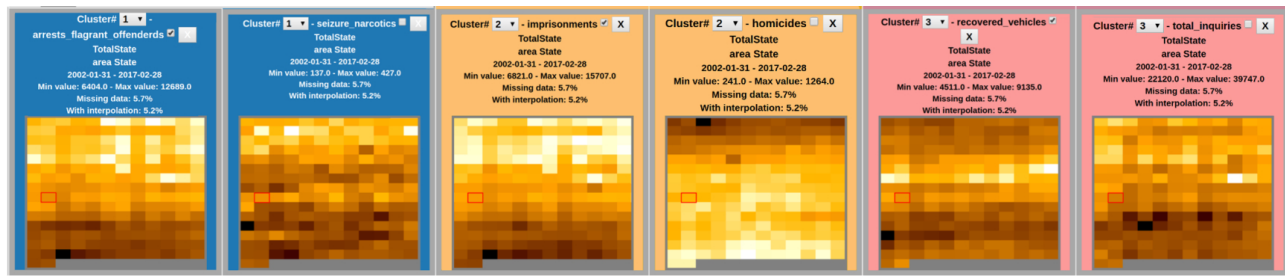 Cluster# 1 -
arrests_flagrant_offenderds X
TotalState
area State
2002-01-31 - 2017-02-28
Min value: 6404.0 - Max value: 12689.0
Missing data: 5.7%
With interpolation: 5.2%
Cluster# 1 - seizure_narcotics X
TotalState
area State
2002-01-31 - 2017-02-28
Min value: 137.0 - Max value: 427.0
Missing data: 5.7%
With interpolation: 5.2%
Cluster# 2 - imprisonments X
TotalState
area State
2002-01-31 - 2017-02-28
Min value: 6821.0 - Max value: 15707.0
Missing data: 5.7%
With interpolation: 5.2%
Cluster# 2 - homicides X
TotalState
area State
2002-01-31 - 2017-02-28
Min value: 241.0 - Max value: 1264.0
Missing data: 5.7%
With interpolation: 5.2%
Cluster# 3 - recovered_vehicles
X
TotalState
area State
2002-01-31 - 2017-02-28
Min value: 4511.0 - Max value: 9135.0
Missing data: 5.7%
With interpolation: 5.2%
Cluster# 3 - total_inquiries X
TotalState
area State
2002-01-31 - 2017-02-28
Min value: 22120.0 - Max value: 39747.0
Missing data: 5.7%
With interpolation: 5.2%